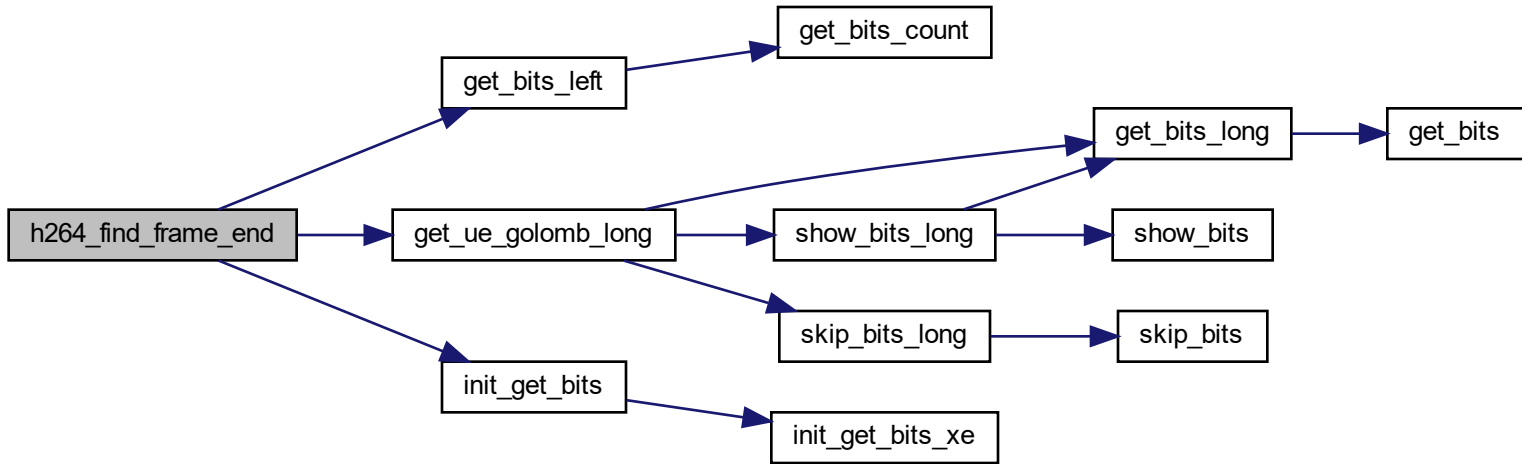 get_bits_count
get_bits_left
get_bits_long
get_bits
h264_find_frame_end
get_ue_golomb_long
show_bits_long
show_bits
skip_bits_long
skip_bits
init_get_bits
init_get_bits_xe